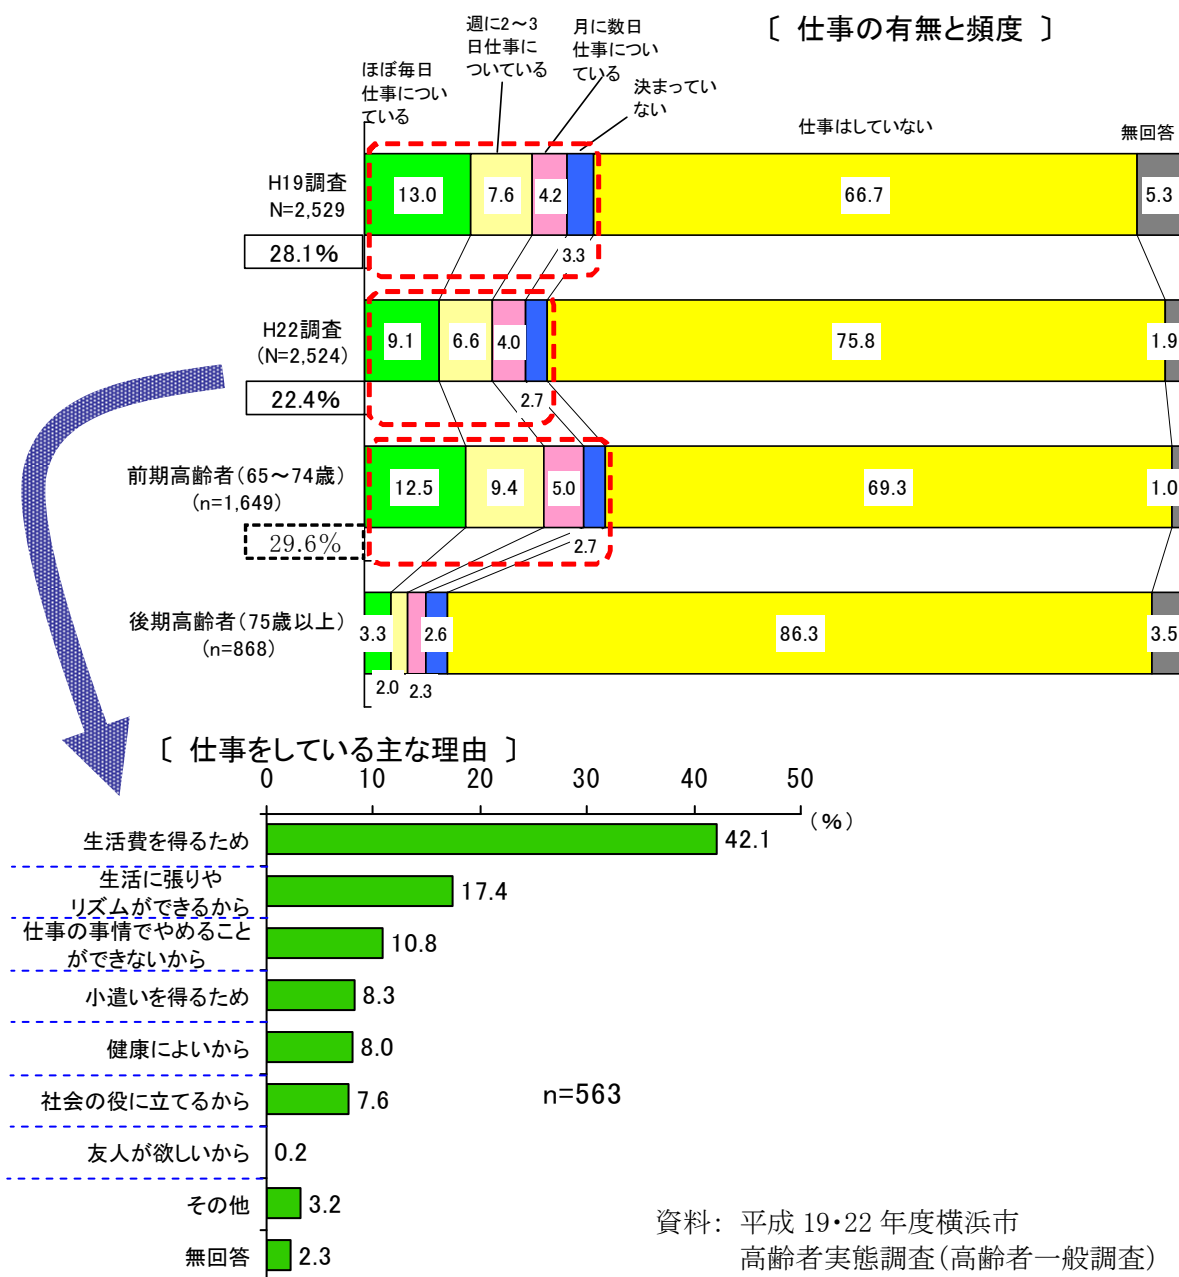 〔 仕事の有無と頻度 〕
ほぼ毎日
仕事につい
ている
週に2～3
日仕事に
ついている
月に数日
仕事につい
ている
決まってい
ない
仕事はしていない
無回答
H19調査
N=2,529
28.1%
13.0
7.6
4.2
3.3
66.7
5.3
H22調査
(N=2,524)
22.4%
9.1
6.6
4.0
2.7
75.8
1.9
前期高齢者(65～74歳)
(n=1,649)
29.6%
12.5
9.4
5.0
2.7
69.3
1.0
後期高齢者(75歳以上)
(n=868)
3.3
2.0
2.3
2.6
86.3
3.5
〔 仕事をしている主な理由 〕
0 10 20 30 40 50
(%)
生活費を得るため
42.1
生活に張りや
リズムができるから
17.4
仕事の事情でやめること
ができないから
10.8
小遣いを得るため
8.3
健康によいから
8.0
社会の役に立てるから
7.6
n=563
友人が欲しいから
0.2
その他
3.2
無回答
2.3
資料: 平成 19・22 年度横浜市
高齢者実態調査(高齢者一般調査)